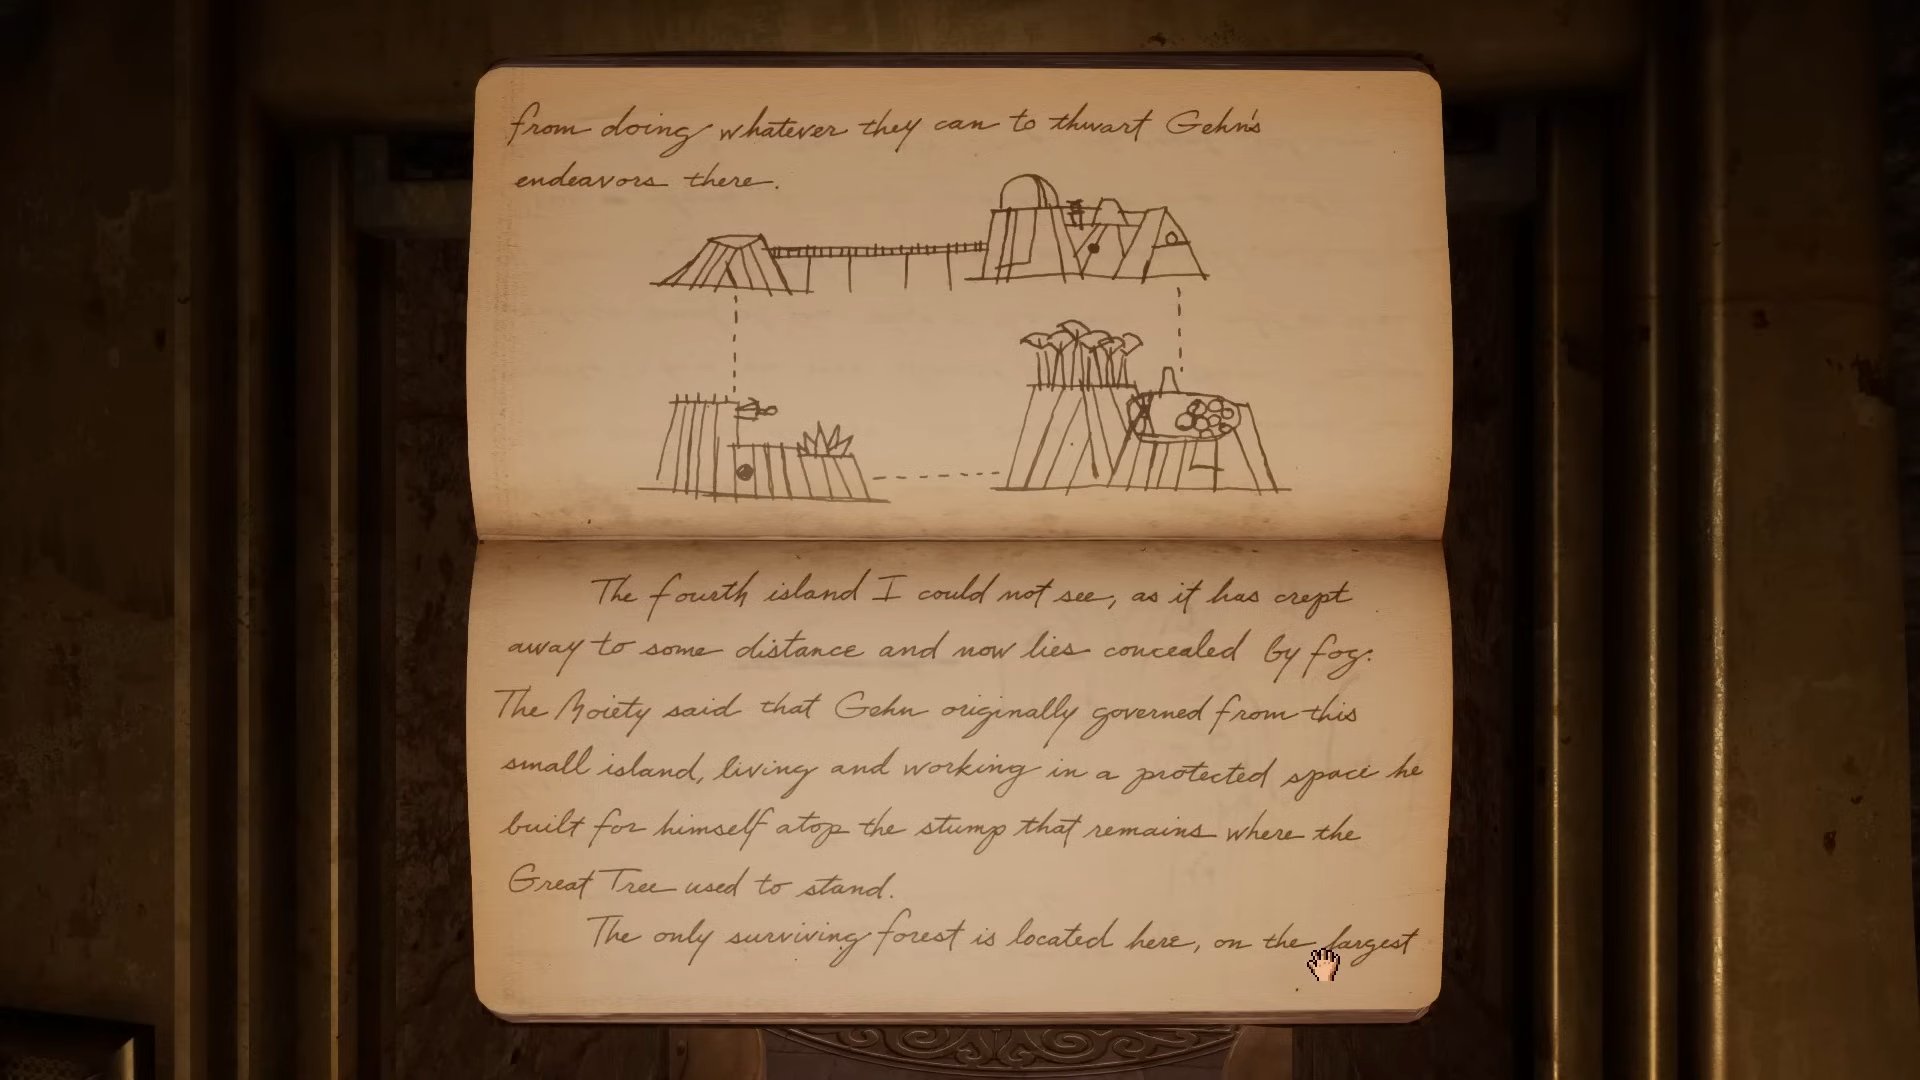 from doing whatever they can to thwart Gehn's
endeavors there.
The fourth island I could not see, as it has crept
away to some distance and now lies concealed by fog.
The Moiety said that Gehn originally governed from this
small island, living and working in a protected space he
built for himself atop the stump that remains where the
Great Tree used to stand.
The only surviving forest is located here, on the largest